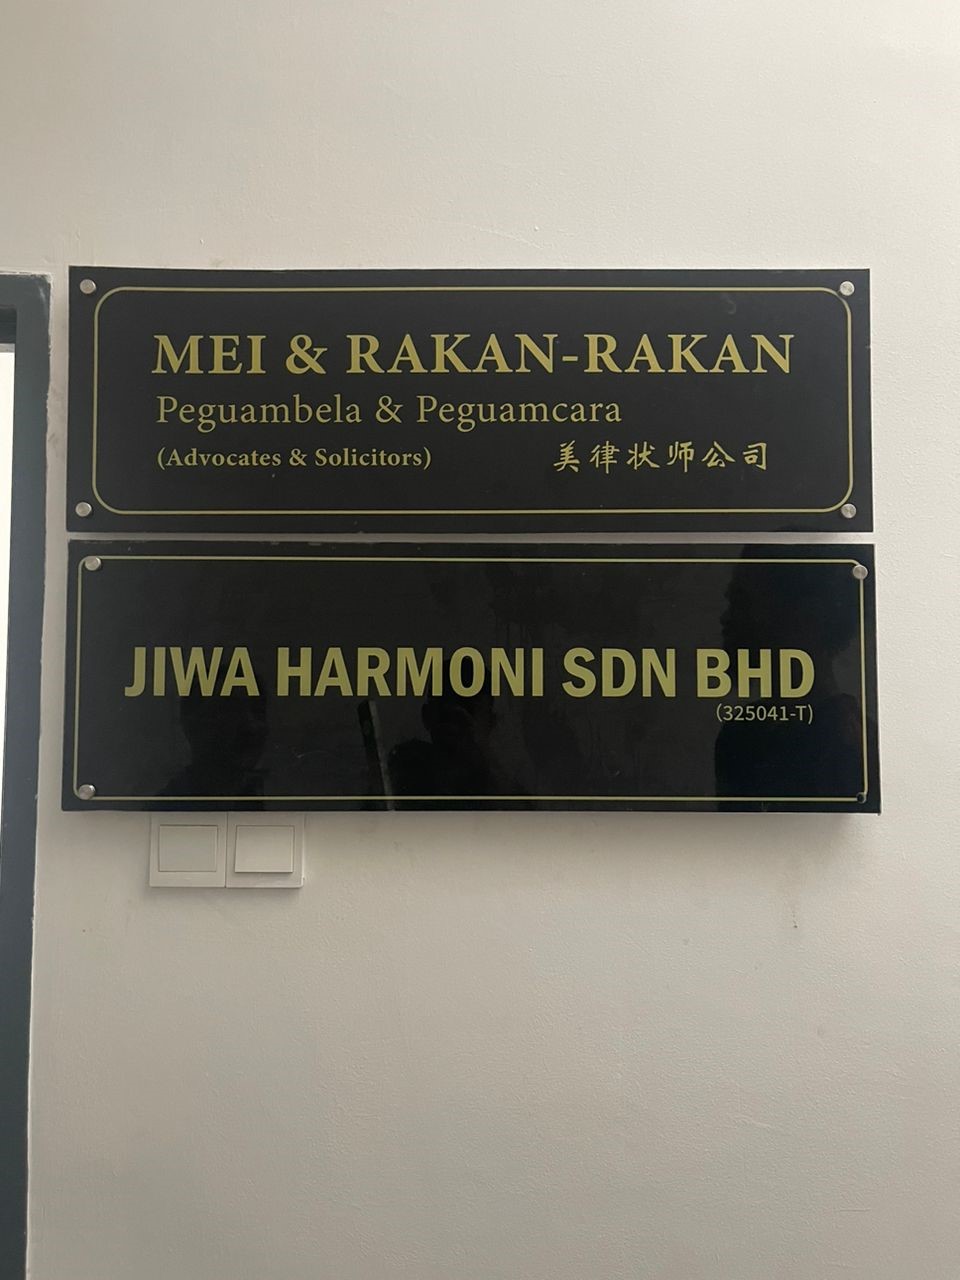 MEI & RAKAN-RAKAN
Peguambela & Peguamcara
(Advocates & Solicitors) 美律状师公司
JIWA HARMONI SDN BHD
(325041-T)